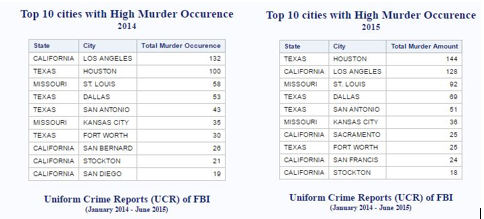 Top 10 cities with High Murder Occurence
2014
State City Total Murder Occurence
CALIFORNIA LOS ANGELES 132
TEXAS HOUSTON 100
MISSOURI ST. LOUIS 58
TEXAS DALLAS 53
TEXAS SAN ANTONIO 43
MISSOURI KANSAS CITY 35
TEXAS FORT WORTH 30
CALIFORNIA SAN BERNARD 26
CALIFORNIA STOCKTON 21
CALIFORNIA SAN DIEGO 19
Uniform Crime Reports (UCR) of FBI
(January 2014 - June 2015)
Top 10 cities with High Murder Occurence
2015
State City Total Murder Amount
TEXAS HOUSTON 144
CALIFORNIA LOS ANGELES 128
MISSOURI ST. LOUIS 92
TEXAS DALLAS 69
TEXAS SAN ANTONIO 51
MISSOURI KANSAS CITY 36
CALIFORNIA SACRAMENTO 25
TEXAS FORT WORTH 25
CALIFORNIA SAN FRANCIS 24
CALIFORNIA STOCKTON 18
Uniform Crime Reports (UCR) of FBI
(January 2014 - June 2015)